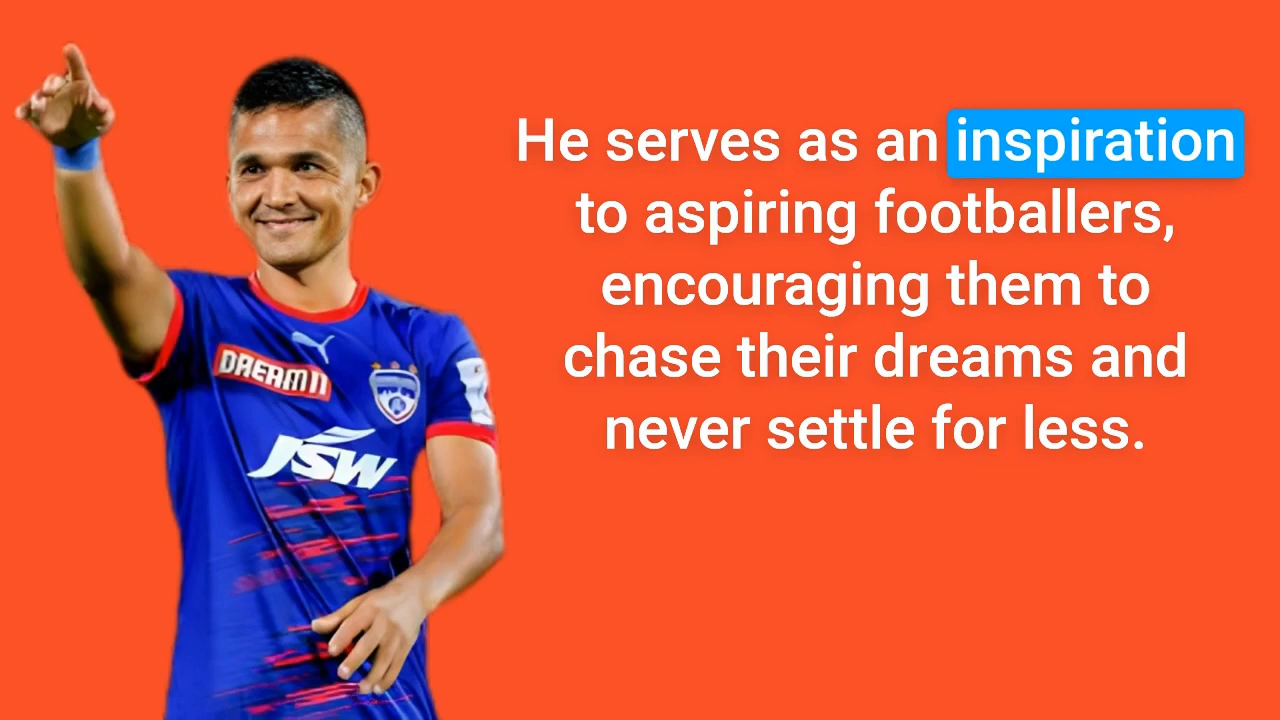 He serves as an inspiration
to aspiring footballers,
encouraging them to
chase their dreams and
never settle for less.
DREAM11
JSW